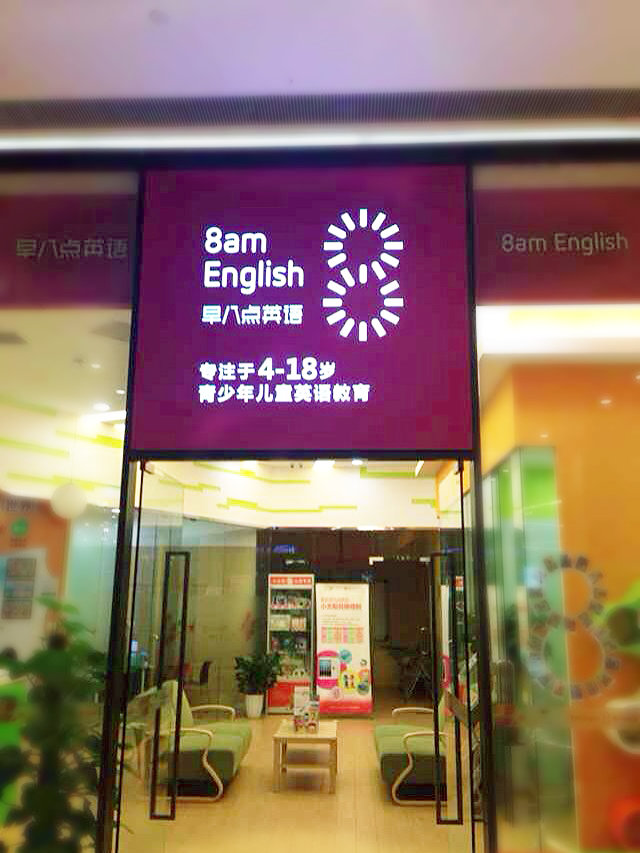 8am
English
早八点英语
专注于4-18岁
青少年儿童英语教育
早八点英语
8am English